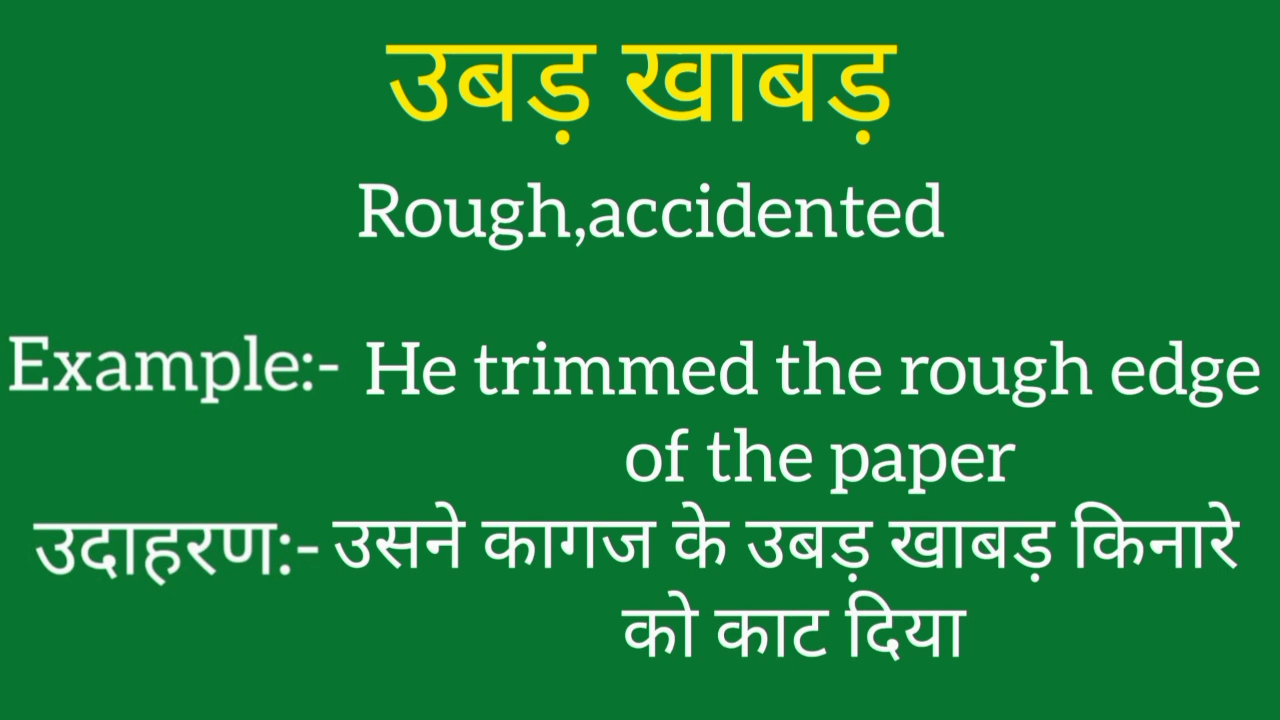 उबड़ खाबड़
Rough,accidented
Example:- He trimmed the rough edge
of the paper
उदाहरण:- उसने कागज के उबड़ खाबड़ किनारे
को काट दिया